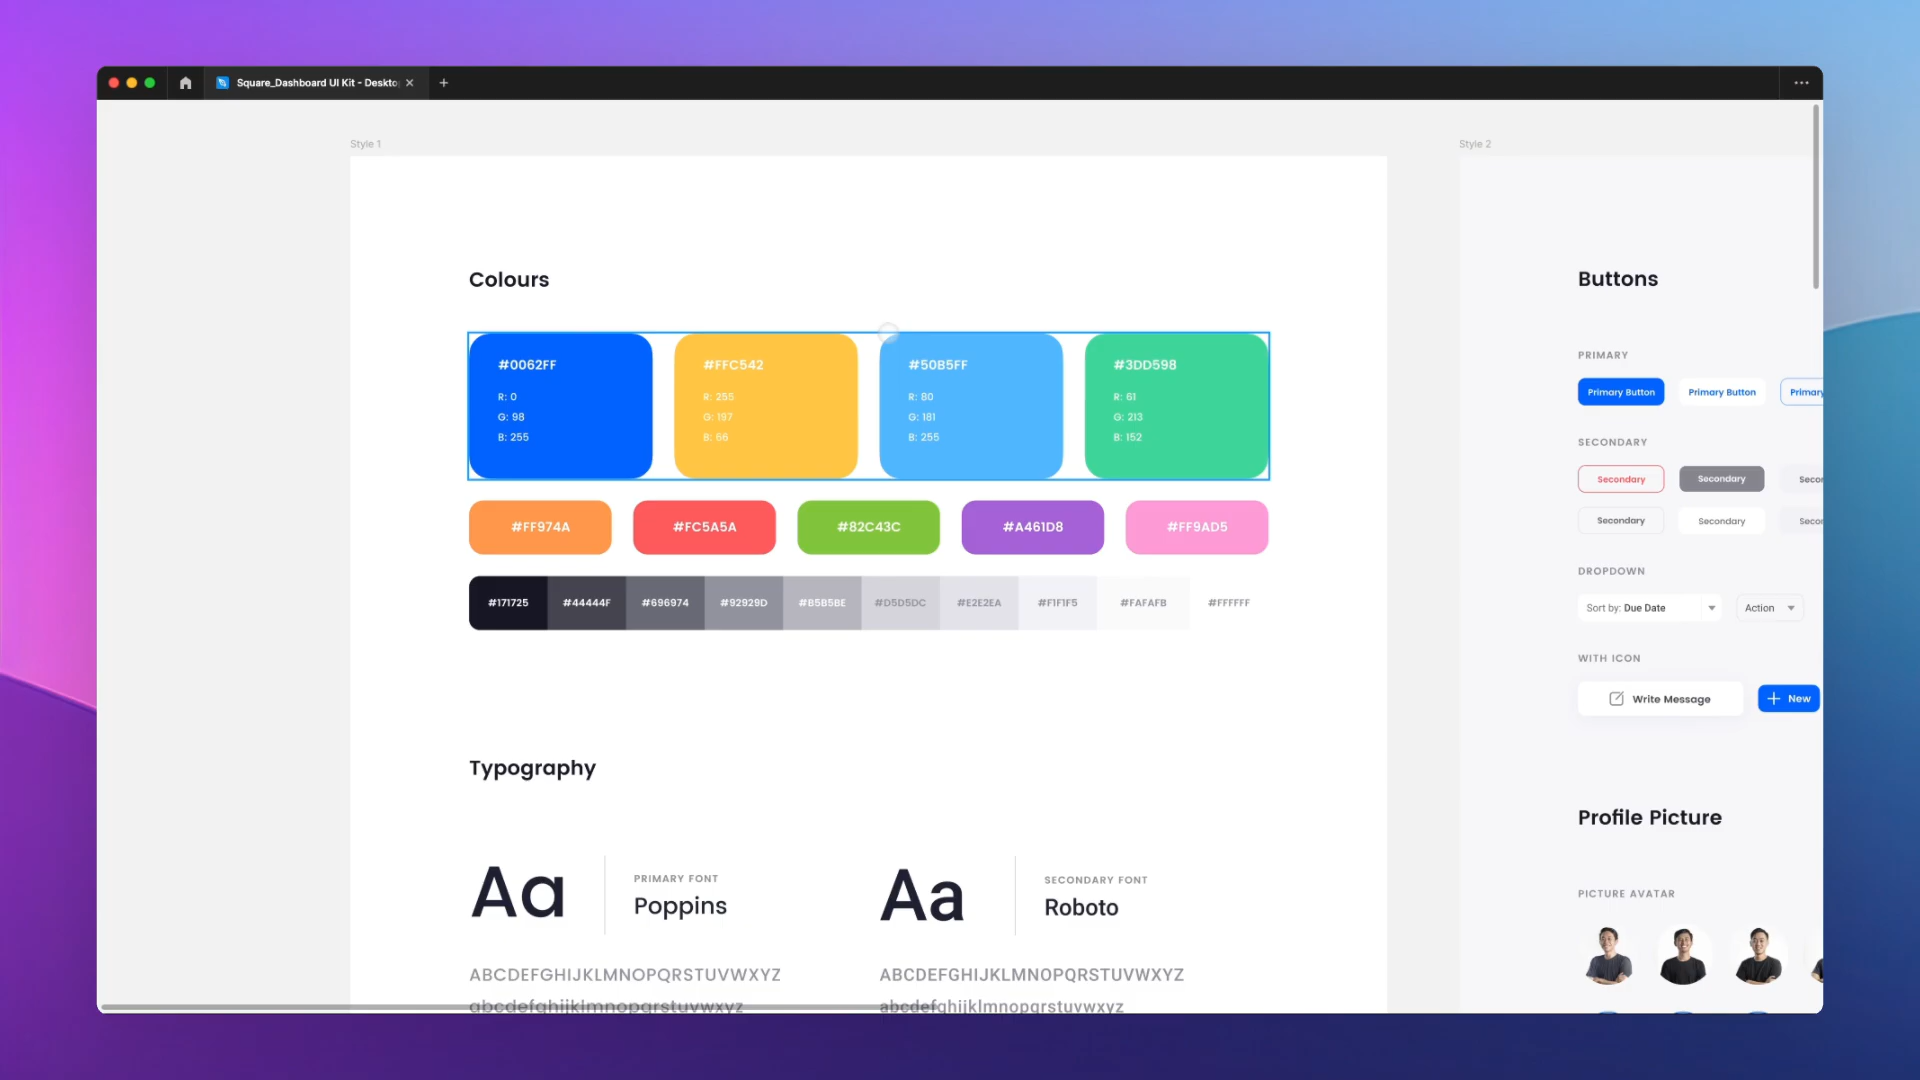 Square_Dashboard UI Kit - Deskto
Style 1
Style 2
Colours
#0062FF
R: 0
G: 98
B: 255
#FFC542
R: 255
G: 197
B: 66
#50B5FF
R: 80
G: 181
B: 255
#3DD598
R: 61
G: 213
B: 152
#FF974A
#FC5A5A
#82C43C
#A461D8
#FF9AD5
#171725
#44444F
#696974
#92929D
#B5B5BE
#D5D5DC
#E2E2EA
#F1F1F5
#FAFAFB
#FFFFFF
Typography
Aa
PRIMARY FONT
Poppins
ABCDEFGHIJKLMNOPQRSTUVWXYZ
abcdefghijklmnopqrstuvwxyz
Aa
SECONDARY FONT
Roboto
ABCDEFGHIJKLMNOPQRSTUVWXYZ
abcdefghijklmnopqrstuvwxyz
Buttons
PRIMARY
Primary Button
Primary Button
Primary
SECONDARY
Secondary
Secondary
Secon
Secondary
Secondary
Secon
DROPDOWN
Sort by: Due Date
Action
WITH ICON
Write Message
New
Profile Picture
PICTURE AVATAR